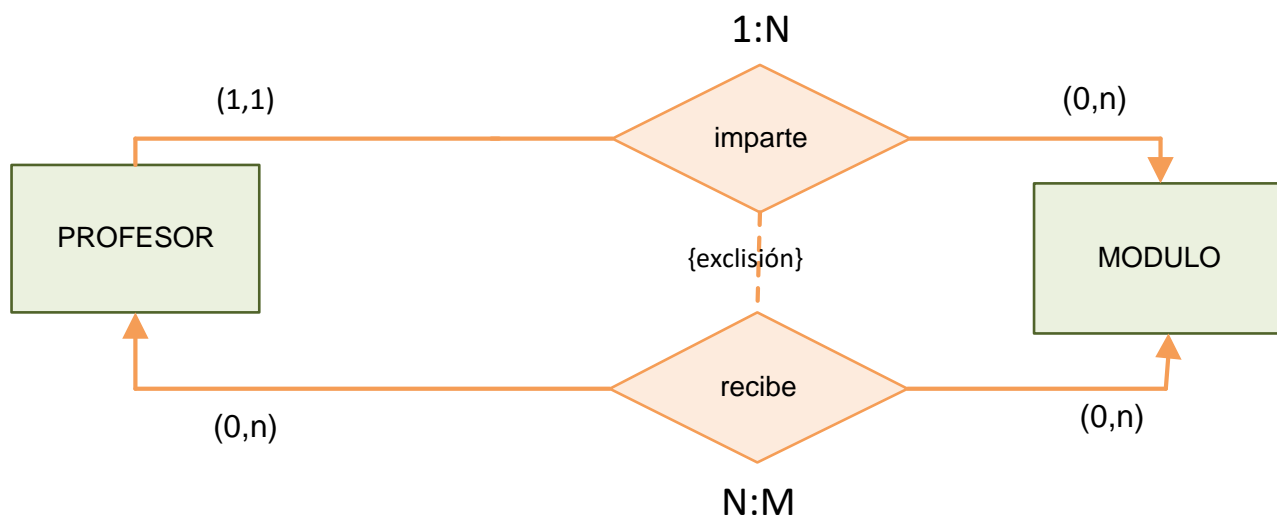 1:N
(1,1)
(0,n)
imparte
PROFESOR
{exclisión}
MODULO
recibe
(0,n)
(0,n)
N:M